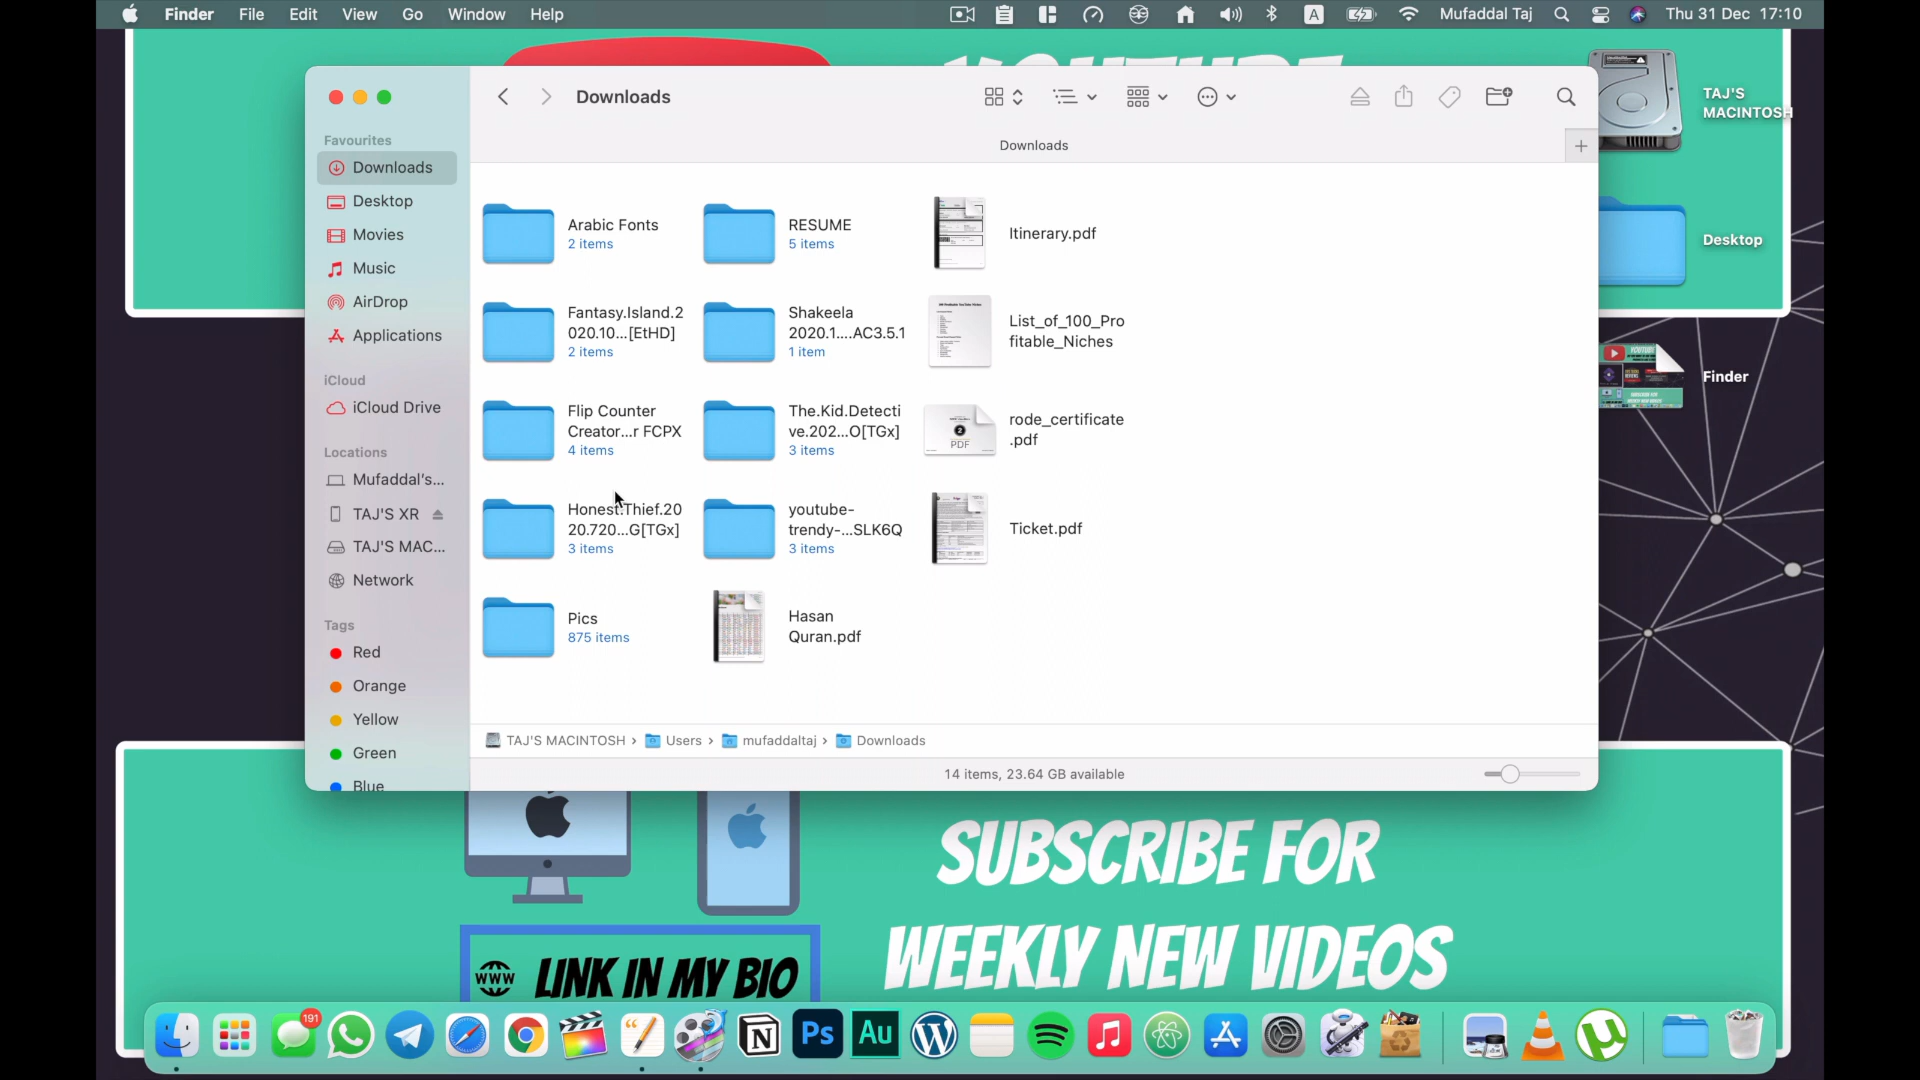 Finder File Edit View Go Window Help
A
Mufaddal Taj
Thu 31 Dec 17:10
TAJ'S
MACINTOSH
Desktop
Finder
Downloads
Downloads
Favourites
Downloads
Desktop
Movies
Music
AirDrop
Applications
iCloud
iCloud Drive
Locations
Mufaddal's...
TAJ'S XR
TAJ'S MAC...
Network
Tags
Red
Orange
Yellow
Green
Blue
Arabic Fonts
2 items
Fantasy.Island.2
020.10...[EtHD]
2 items
Flip Counter
Creator...r FCPX
4 items
Honest.Thief.20
20.720...G[TGx]
3 items
Pics
875 items
RESUME
5 items
Shakeela
2020.1....AC3.5.1
1 item
The.Kid.Detecti
ve.202...O[TGx]
3 items
youtube-
trendy-...SLK6Q
3 items
Hasan
Quran.pdf
Itinerary.pdf
List_of_100_Pro
fitable_Niches
rode_certificate
.pdf
PDF
Ticket.pdf
TAJ'S MACINTOSH › Users › mufaddaltaj › Downloads
14 items, 23.64 GB available
SUBSCRIBE FOR
WEEKLY NEW VIDEOS
WWW
LINK IN MY BIO
191
Ps
Au